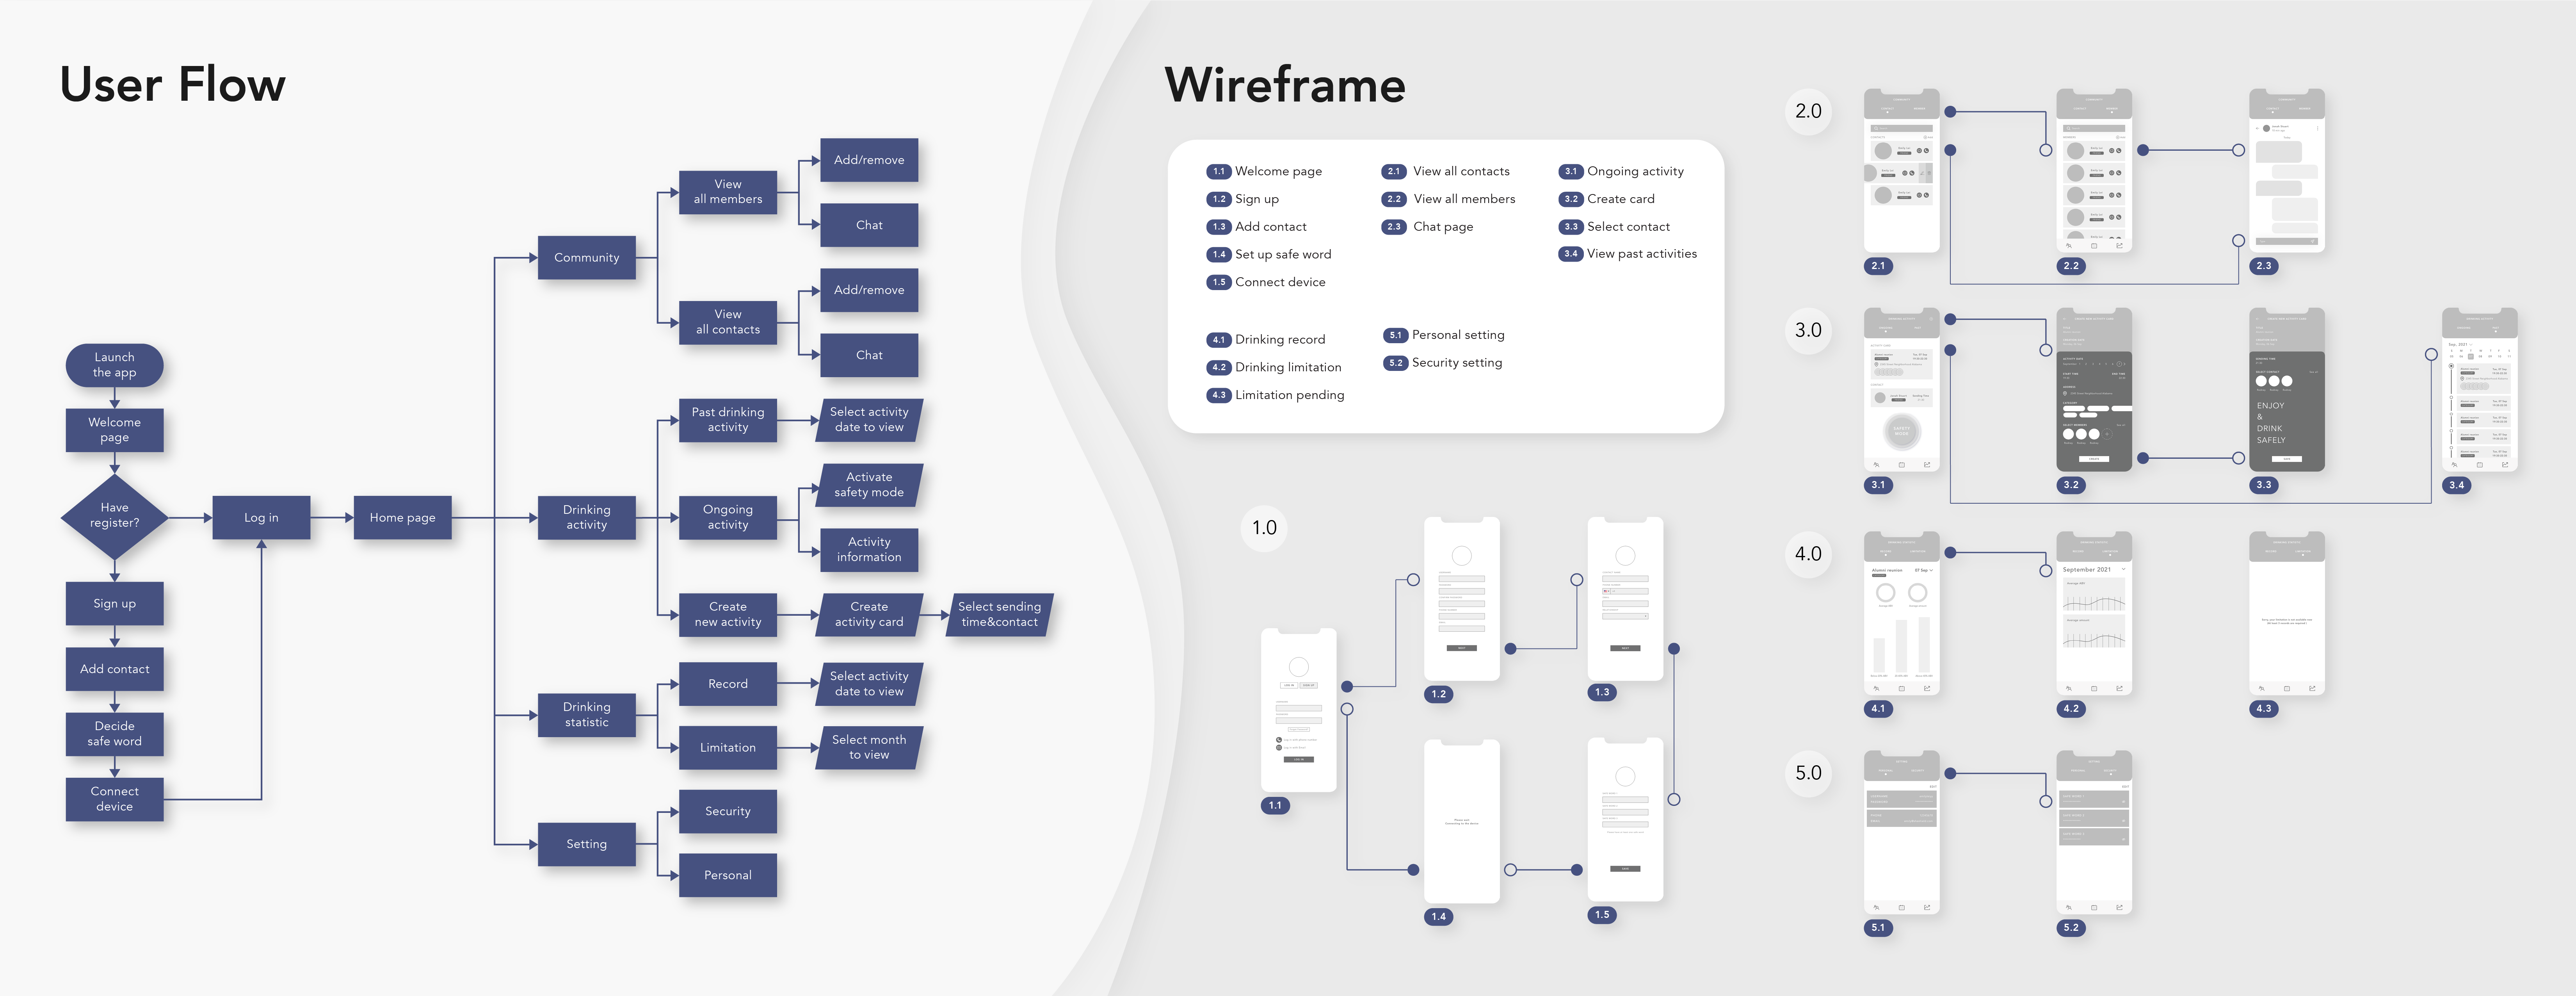 User Flow
Launch
the app
Welcome
page
Have
register?
Sign up
Add contact
Decide
safe word
Connect
device
Log in
Home page
Community
View
all members
Add/remove
Chat
View
all contacts
Add/remove
Chat
Drinking
activity
Past drinking
activity
Select activity
date to view
Ongoing
activity
Activate
safety mode
Activity
information
Create
new activity
Create
activity card
Select sending
time&contact
Drinking
statistic
Record
Select activity
date to view
Limitation
Select month
to view
Setting
Security
Personal
Wireframe
1.1 Welcome page
1.2 Sign up
1.3 Add contact
1.4 Set up safe word
1.5 Connect device
2.1 View all contacts
2.2 View all members
2.3 Chat page
3.1 Ongoing activity
3.2 Create card
3.3 Select contact
3.4 View past activities
4.1 Drinking record
4.2 Drinking limitation
4.3 Limitation pending
5.1 Personal setting
5.2 Security setting
1.0
1.1
1.2
1.3
1.4
1.5
2.0
2.1
2.2
2.3
3.0
SAFETY
MODE
3.1
3.2
ENJOY
&
DRINK
SAFELY
3.3
Sep, 2021
3.4
4.0
Alumni reunion
07 Sep
4.1
September 2021
4.2
4.3
5.0
5.1
5.2